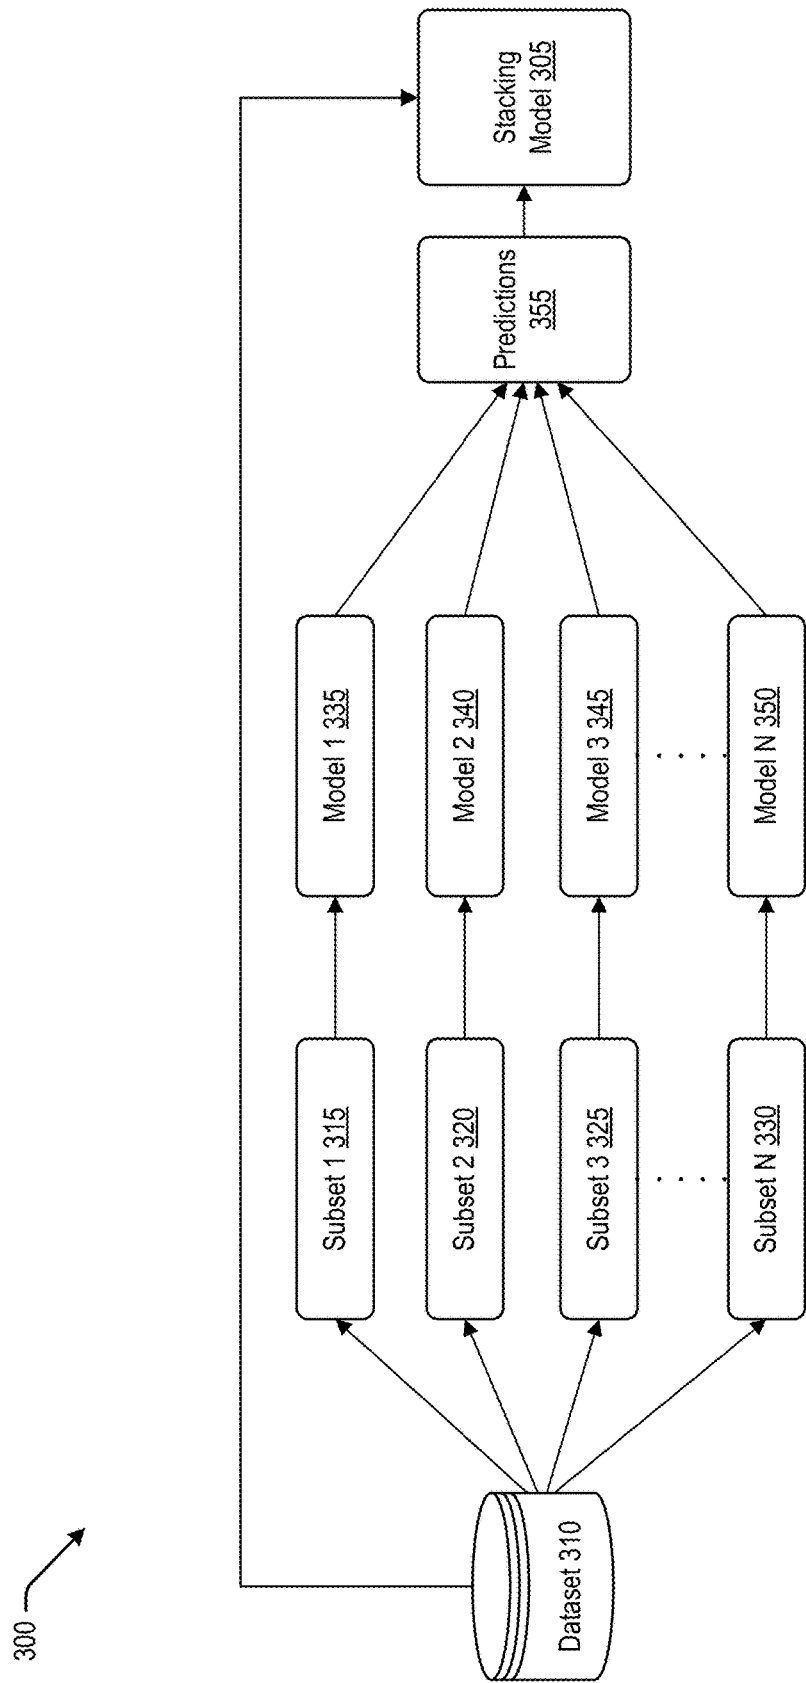 300
Dataset 310
Subset 1 315
Subset 2 320
Subset 3 325
. . . .
Subset N 330
Model 1 335
Model 2 340
Model 3 345
. . . .
Model N 350
Predictions
355
Stacking
Model 305